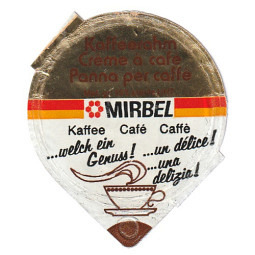 Kaffeerahm
Crème à café
Panna per caffè
MIRBEL
Kaffee Café Caffè
...welch ein Genuss!
...un délice!
...una delizia!